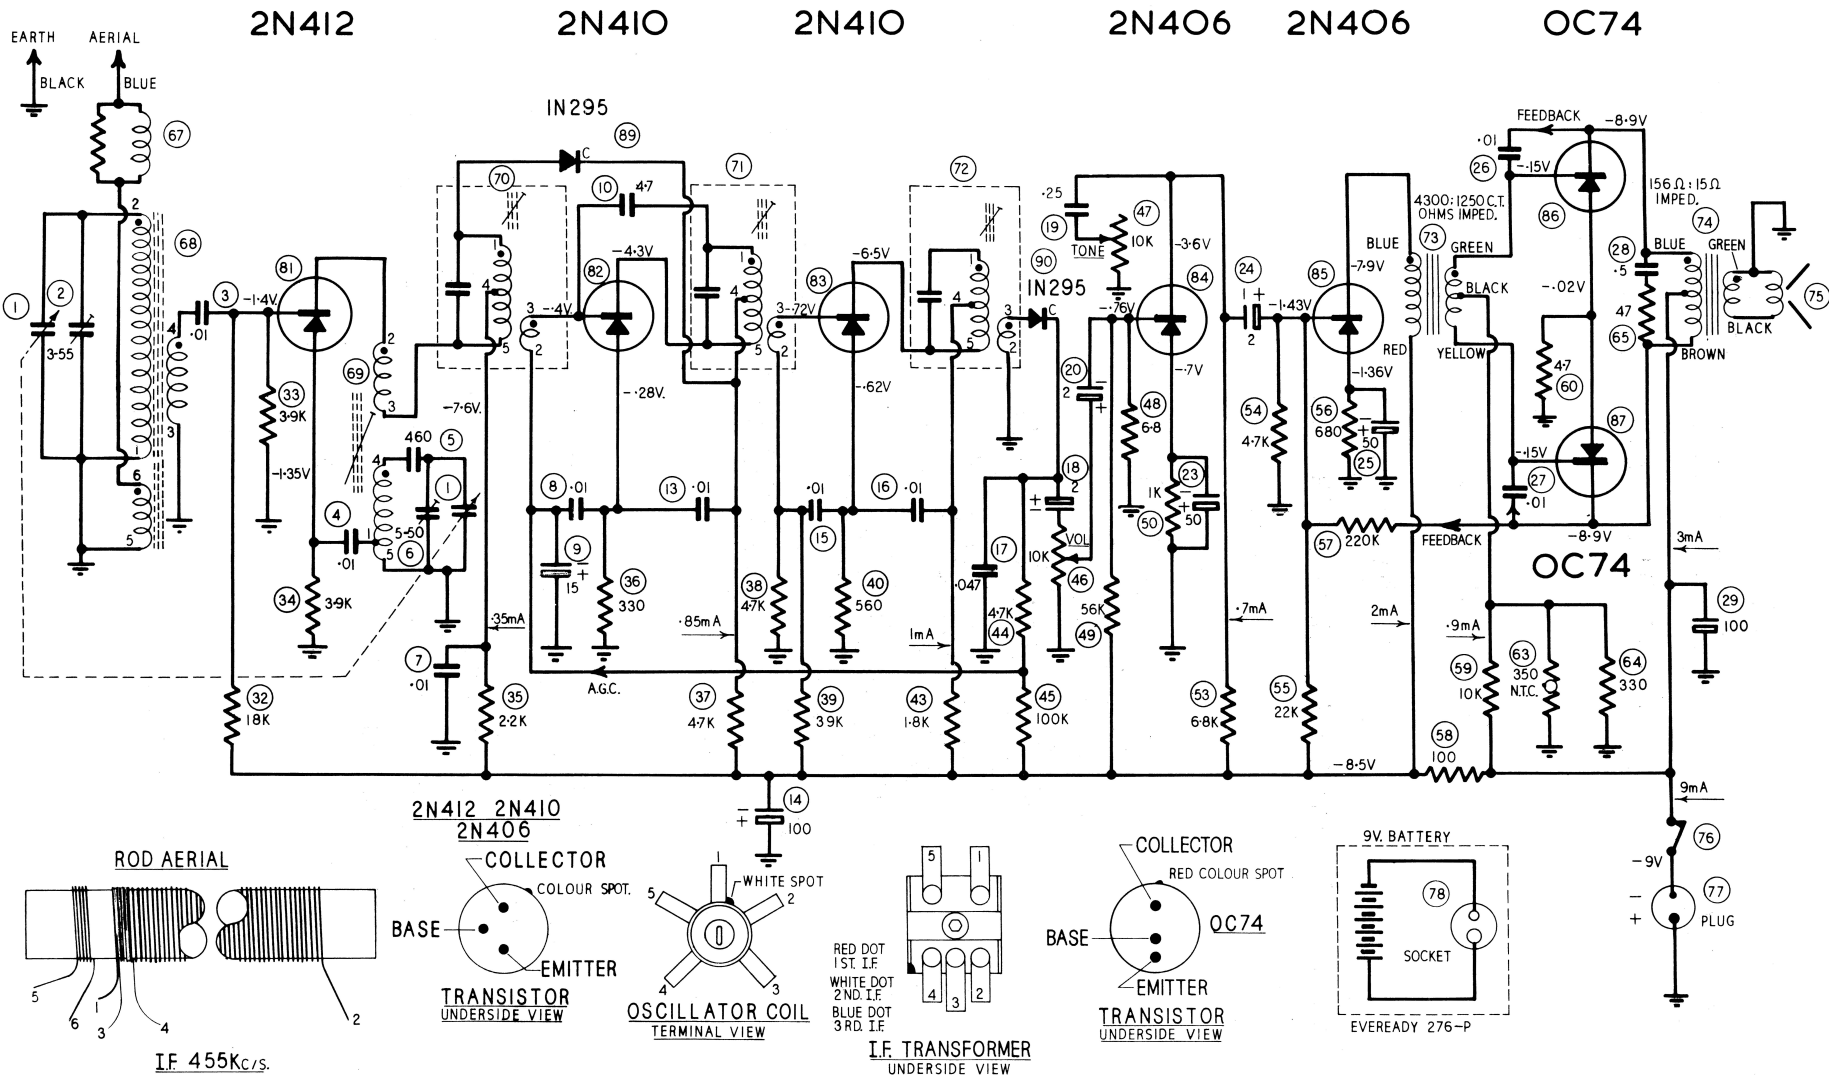 2N412 2N410 2N410 2N406 2N406 OC74
EARTH
AERIAL
BLACK
BLUE
67
68
1
2
3-55
2
1
6
5
4
3
3
·01
-1·4V
81
33
3·9K
-1·35V
69
2
3
4
1
5
460
5
1
5-50
6
4
·01
34
3·9K
32
18K
7
·01
-7·6V.
·35mA
35
2·2K
IN295
89
C
70
1
4
5
3
2
10
4·7
82
-4·3V
-·4V
-·28V.
8
·01
13
·01
9
15
36
330
·85mA
A.G.C.
37
4·7K
71
1
4
5
3
2
-·72V
83
-6·5V
-·62V
·01
15
16
·01
38
4·7K
40
560
39
39K
1mA
43
1·8K
72
1
4
5
3
2
90
IN295
C
·25
19
TONE
47
10K
18
2
VOL
10K
46
17
·047
4·7K
44
45
100K
20
2
-·76V
48
6·8
56K
49
-3·6V
84
-·7V
1K
50
23
50
·7mA
53
6·8K
24
2
-1·43V
54
4·7K
55
22K
85
-7·9V
-1·36V
56
680
50
25
57
220K
FEEDBACK
4300:1250 C.T.
OHMS IMPED.
BLUE
73
GREEN
BLACK
RED
YELLOW
2mA
·9mA
59
10K
63
350
N.T.C.
64
330
58
100
-8·5V
FEEDBACK
-8·9V
·01
26
-·15V
86
-·02V
4·7
60
87
-·15V
27
·01
-8·9V
OC74
156Ω:15Ω
IMPED.
74
28
·5
BLUE
GREEN
47
65
BLACK
BROWN
75
3mA
29
100
9mA
76
-9V
77
PLUG
14
100
ROD AERIAL
5
6
1
3
4
2
I.F. 455Kc/s.
2N412 2N410
2N406
COLLECTOR
COLOUR SPOT.
BASE
EMITTER
TRANSISTOR
UNDERSIDE VIEW
1
WHITE SPOT
5
2
4
3
OSCILLATOR COIL
TERMINAL VIEW
5
1
4
3
2
RED DOT
1ST. I.F.
WHITE DOT
2ND. I.F.
BLUE DOT
3RD. I.F.
I.F. TRANSFORMER
UNDERSIDE VIEW
COLLECTOR
RED COLOUR SPOT
OC74
BASE
EMITTER
TRANSISTOR
UNDERSIDE VIEW
9V. BATTERY
78
SOCKET
EVEREADY 276-P